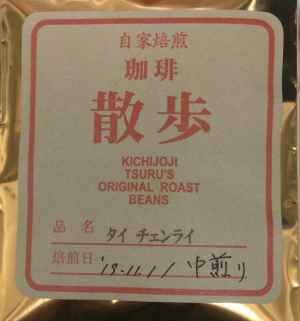 自家焙煎
珈琲
散歩
KICHIJOJI
TSURU'S
ORIGINAL ROAST
BEANS
品名 タイ チェンライ
焙煎日 '19.11.11 中煎り